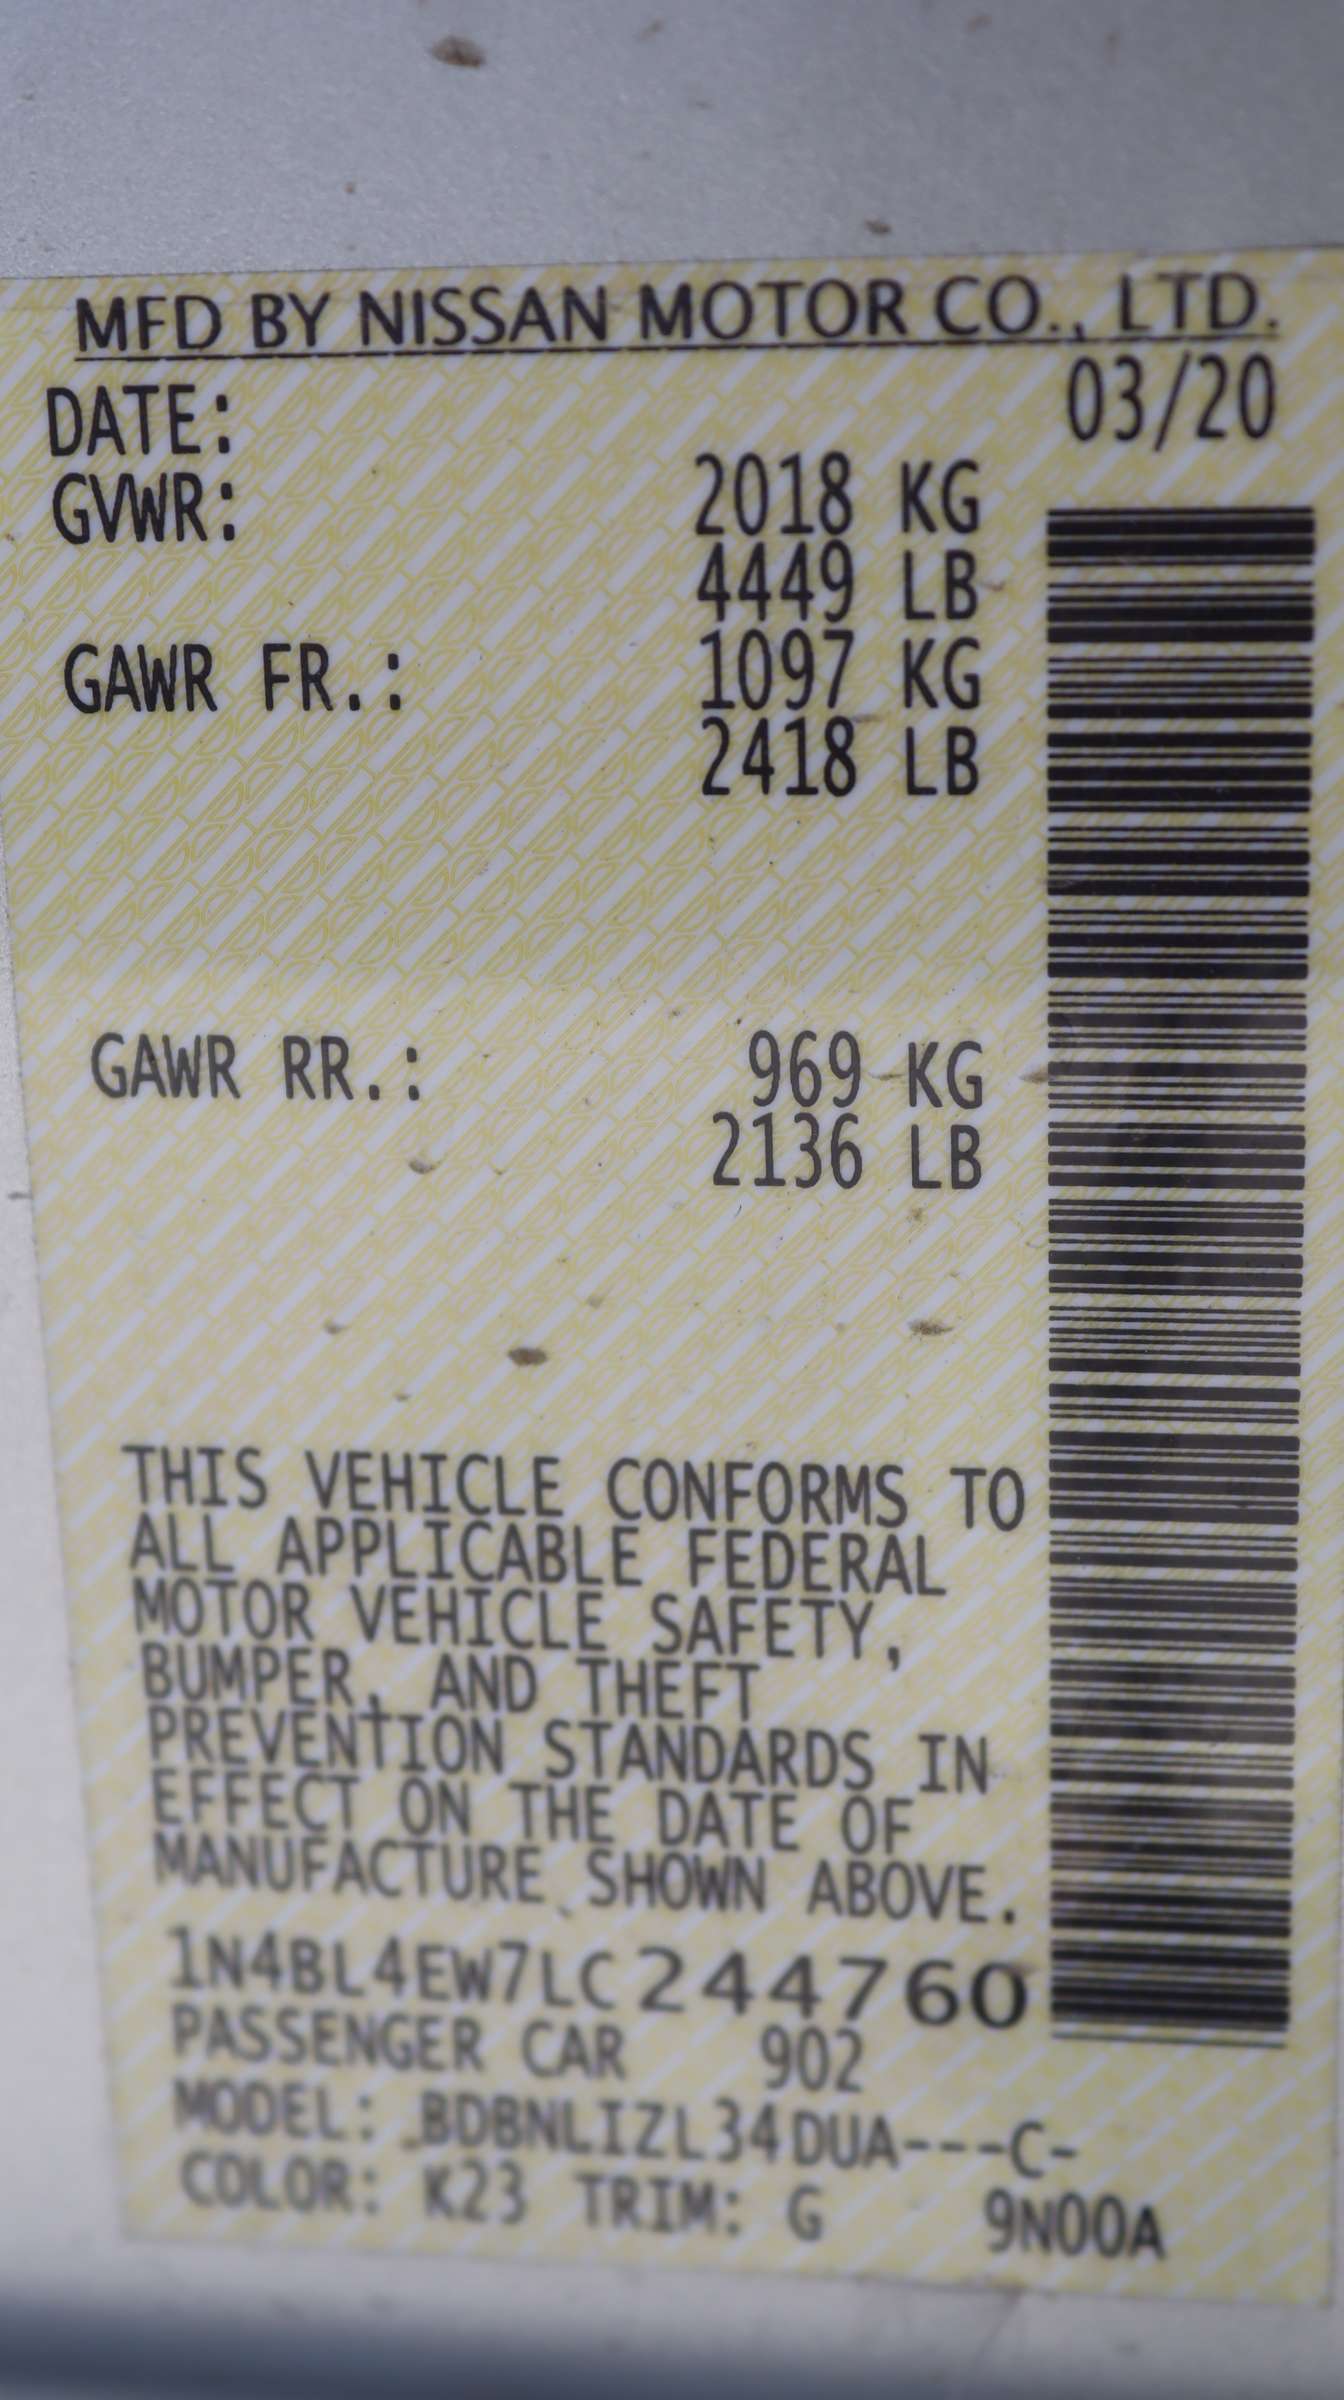 MFD BY NISSAN MOTOR CO., LTD.
DATE: 03/20
GVWR: 2018 KG
4449 LB
GAWR FR.: 1097 KG
2418 LB
GAWR RR.: 969 KG
2136 LB
THIS VEHICLE CONFORMS TO
ALL APPLICABLE FEDERAL
MOTOR VEHICLE SAFETY,
BUMPER, AND THEFT
PREVENTION STANDARDS IN
EFFECT ON THE DATE OF
MANUFACTURE SHOWN ABOVE.
1N4BL4EW7LC244760
PASSENGER CAR 902
MODEL: BDBNLIZL34DUA---C-
COLOR: K23 TRIM: G 9N00A